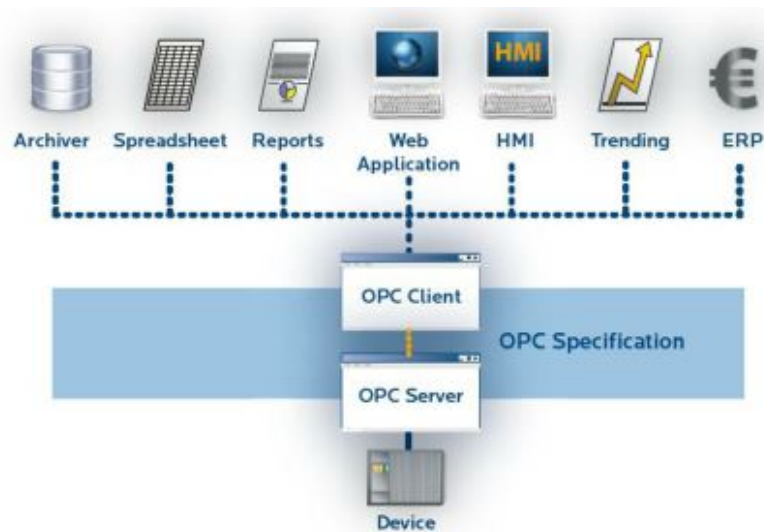 HMI
Archiver
Spreadsheet
Reports
Web
Application
HMI
Trending
ERP
OPC Client
OPC Specification
OPC Server
Device